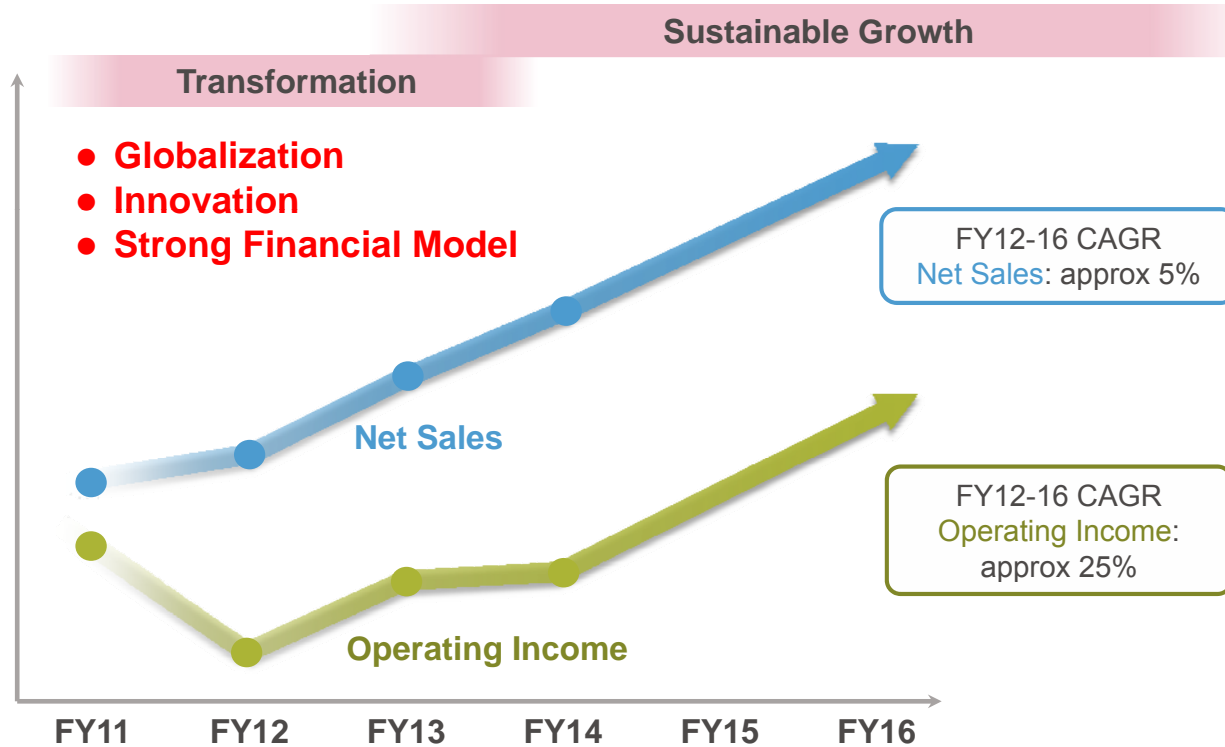 Sustainable Growth
Transformation
● Globalization
● Innovation
● Strong Financial Model
FY12-16 CAGR
Net Sales: approx 5%
Net Sales
FY12-16 CAGR
Operating Income:
approx 25%
Operating Income
FY11 FY12 FY13 FY14 FY15 FY16